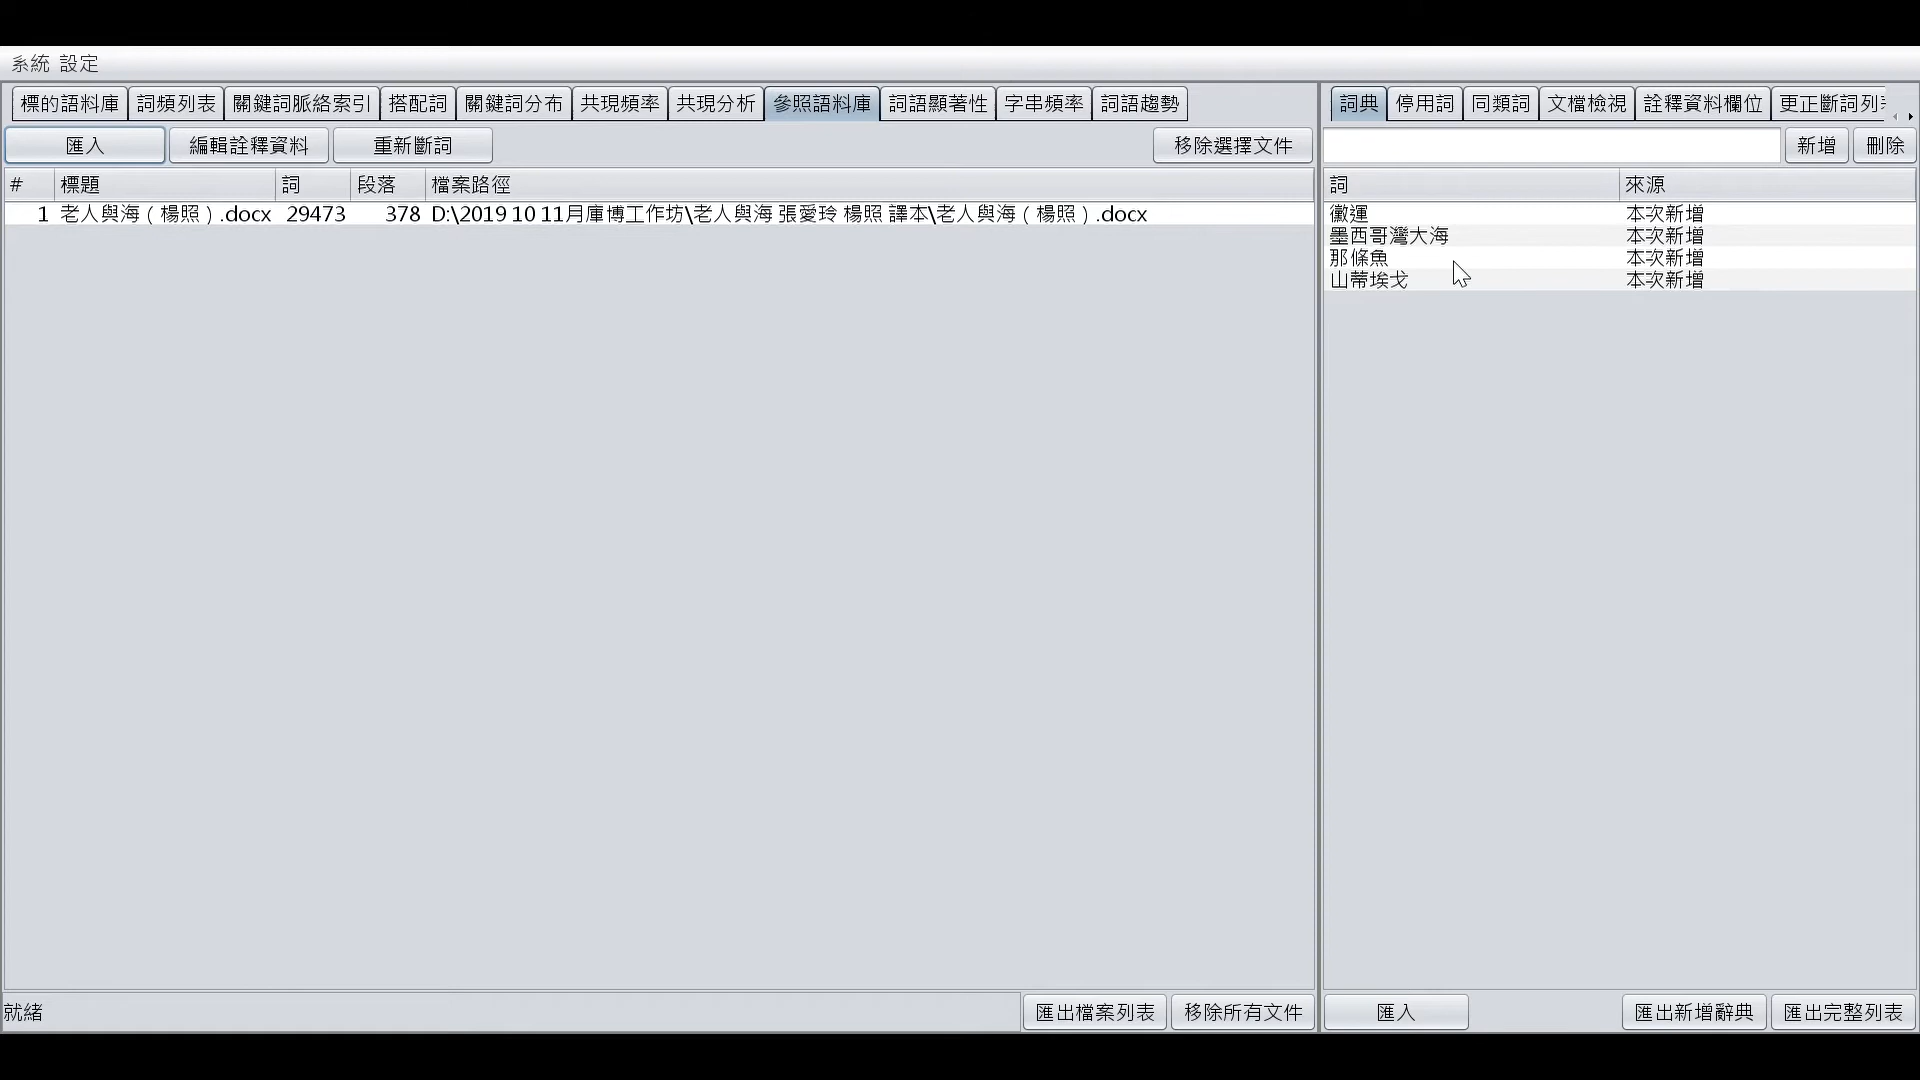 系統 設定
標的語料庫 詞頻列表 關鍵詞脈絡索引 搭配詞 關鍵詞分布 共現頻率 共現分析 參照語料庫 詞語顯著性 字串頻率 詞語趨勢
匯入 編輯詮釋資料 重新斷詞 移除選擇文件
# 標題 詞 段落 檔案路徑
1 老人與海（楊照）.docx 29473 378 D:\2019 10 11月庫博工作坊\老人與海 張愛玲 楊照 譯本\老人與海（楊照）.docx
就緒 匯出檔案列表 移除所有文件
詞典 停用詞 同類詞 文檔檢視 詮釋資料欄位 更正斷詞列
新增 刪除
詞 來源
黴運 本次新增
墨西哥灣大海 本次新增
那條魚 本次新增
山蒂埃戈 本次新增
匯入 匯出新增辭典 匯出完整列表